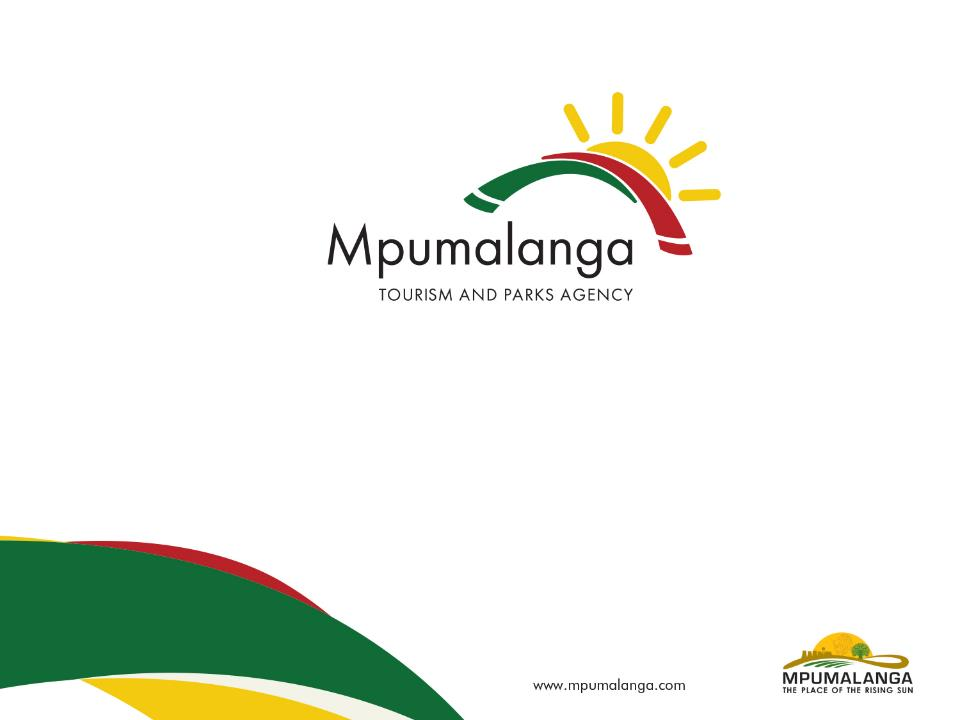 Mpumalanga
TOURISM AND PARKS AGENCY
www.mpumalanga.com
MPUMALANGA
THE PLACE OF THE RISING SUN